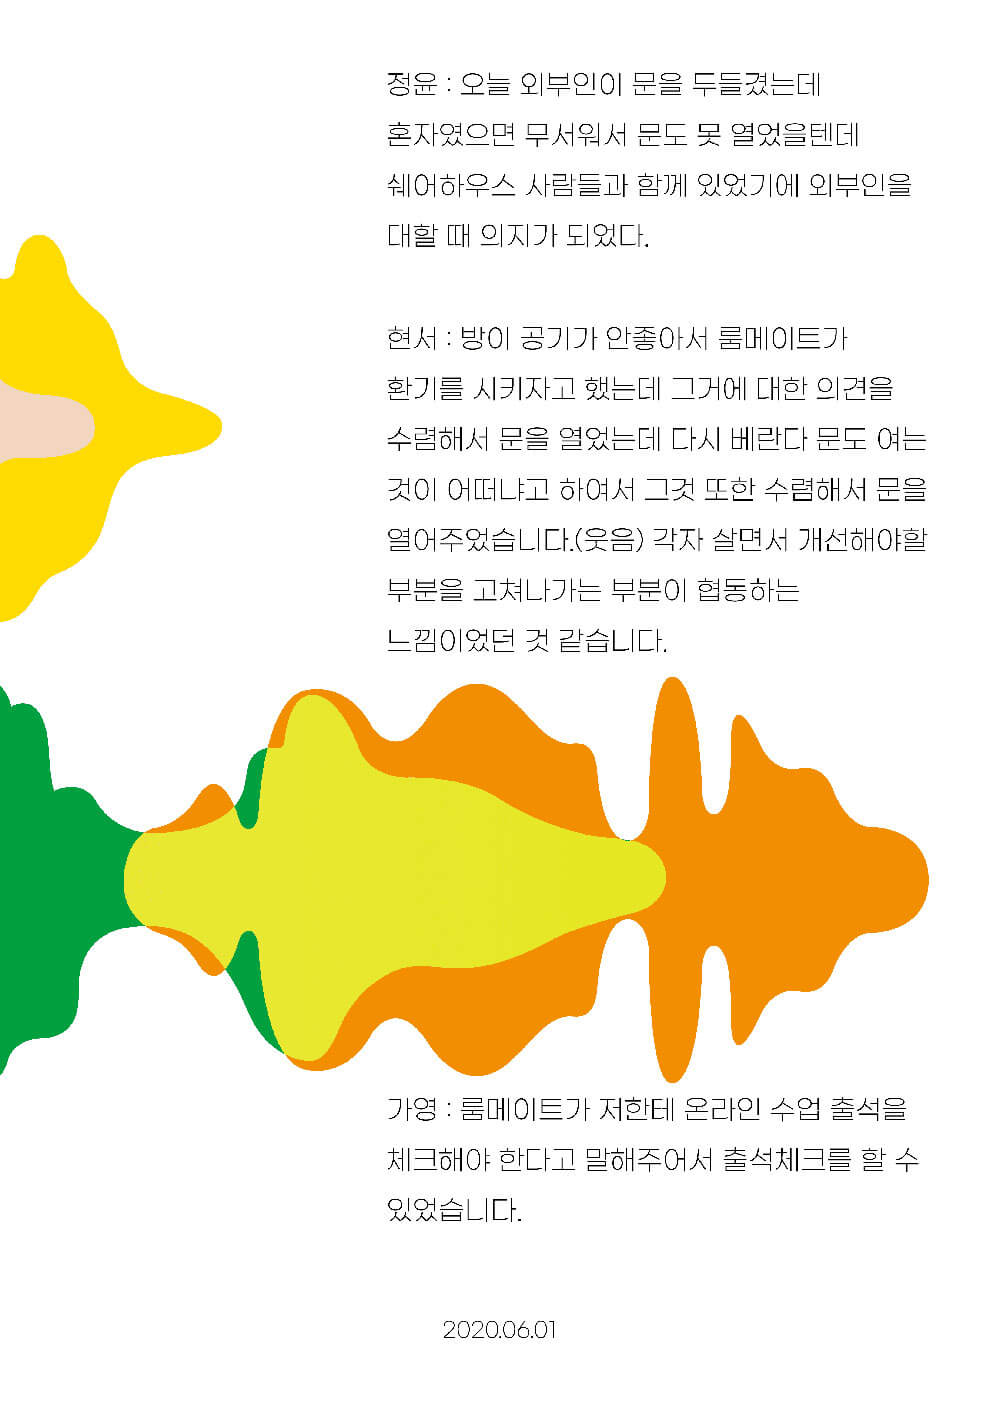 정윤 : 오늘 외부인이 문을 두들겼는데
혼자였으면 무서워서 문도 못 열었을텐데
쉐어하우스 사람들과 함께 있었기에 외부인을
대할 때 의지가 되었다.
현서 : 방이 공기가 안좋아서 룸메이트가
환기를 시키자고 했는데 그거에 대한 의견을
수렴해서 문을 열었는데 다시 베란다 문도 여는
것이 어떠냐고 하여서 그것 또한 수렴해서 문을
열어주었습니다.(웃음) 각자 살면서 개선해야할
부분을 고쳐나가는 부분이 협동하는
느낌이었던 것 같습니다.
가영 : 룸메이트가 저한테 온라인 수업 출석을
체크해야 한다고 말해주어서 출석체크를 할 수
있었습니다.
2020.06.01